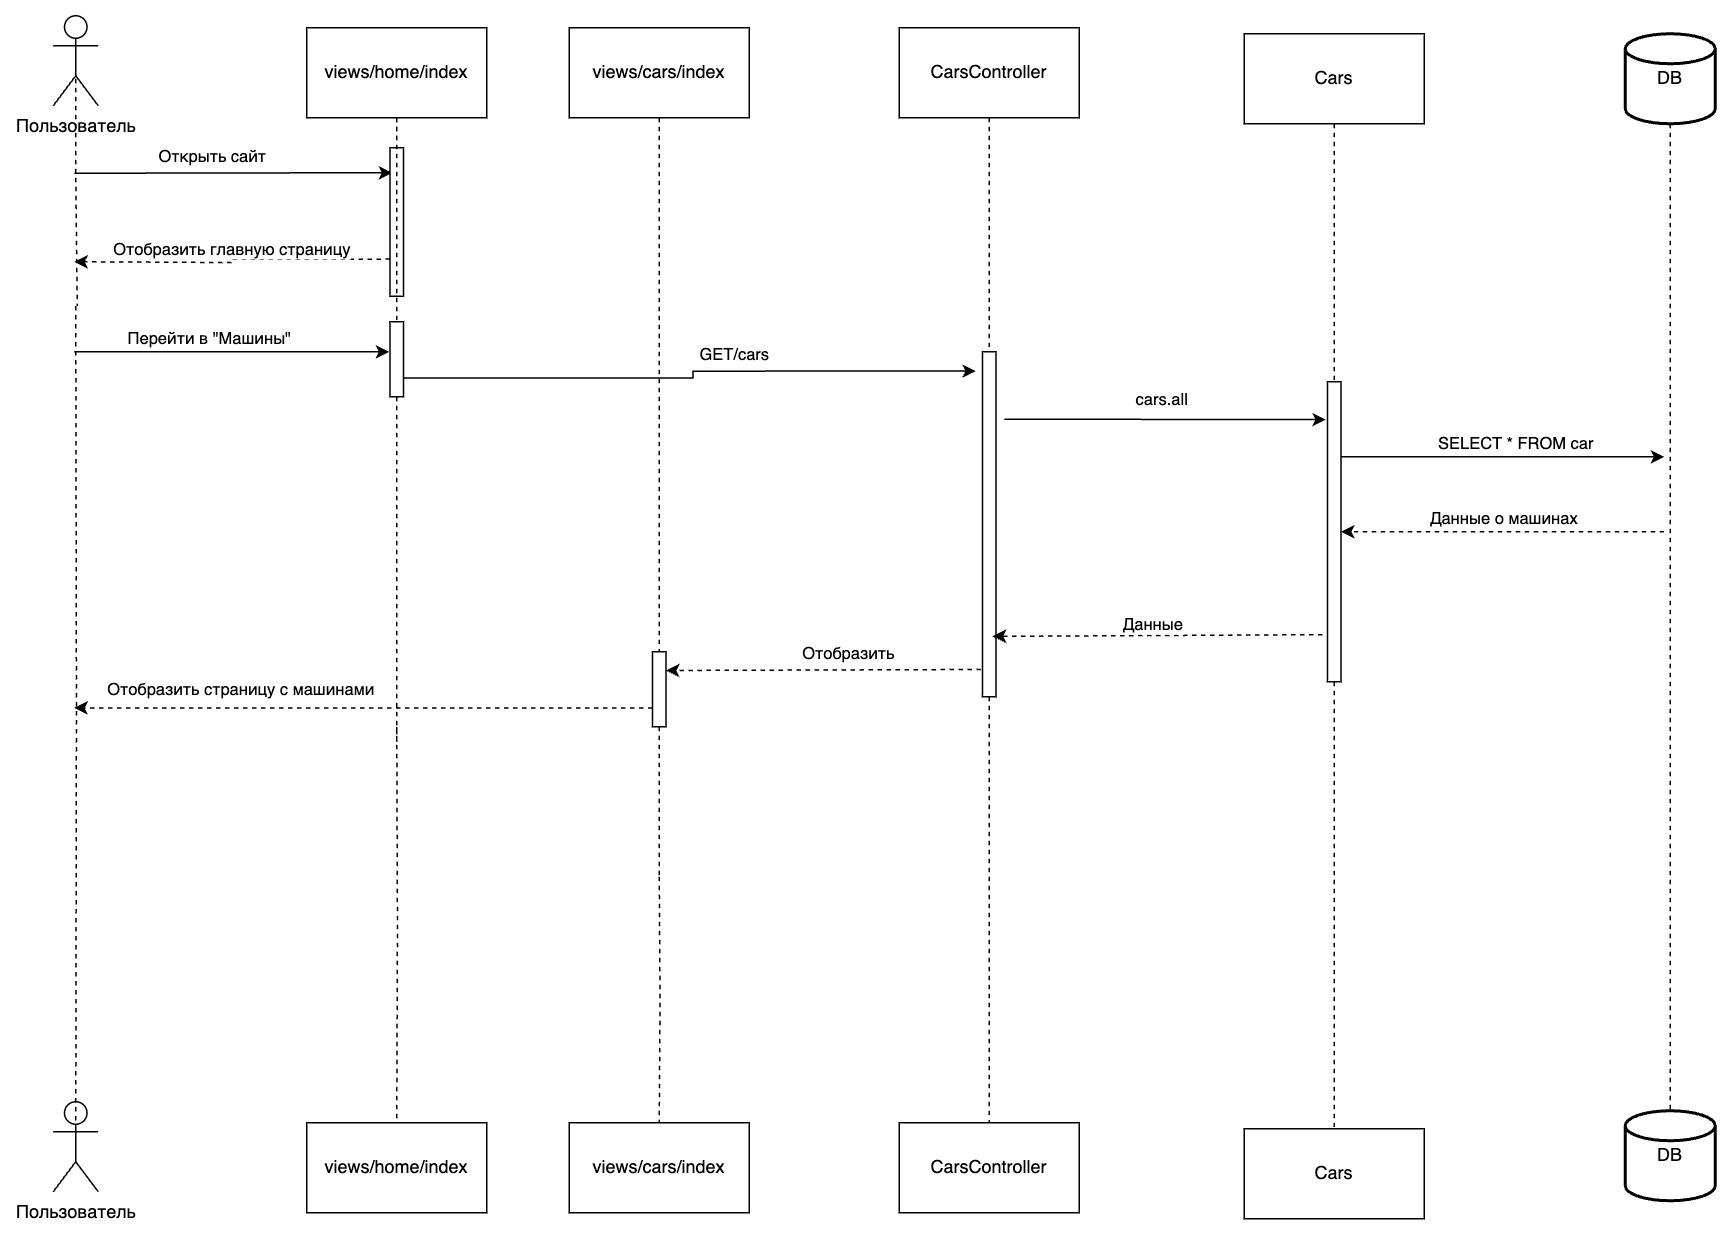 views/home/index
views/cars/index
CarsController
Cars
DB
Пользователь
Открыть сайт
Отобразить главную страницу
Перейти в "Машины"
GET/cars
cars.all
SELECT * FROM car
Данные о машинах
Данные
Отобразить
Отобразить страницу с машинами
views/home/index
views/cars/index
CarsController
Cars
DB
Пользователь